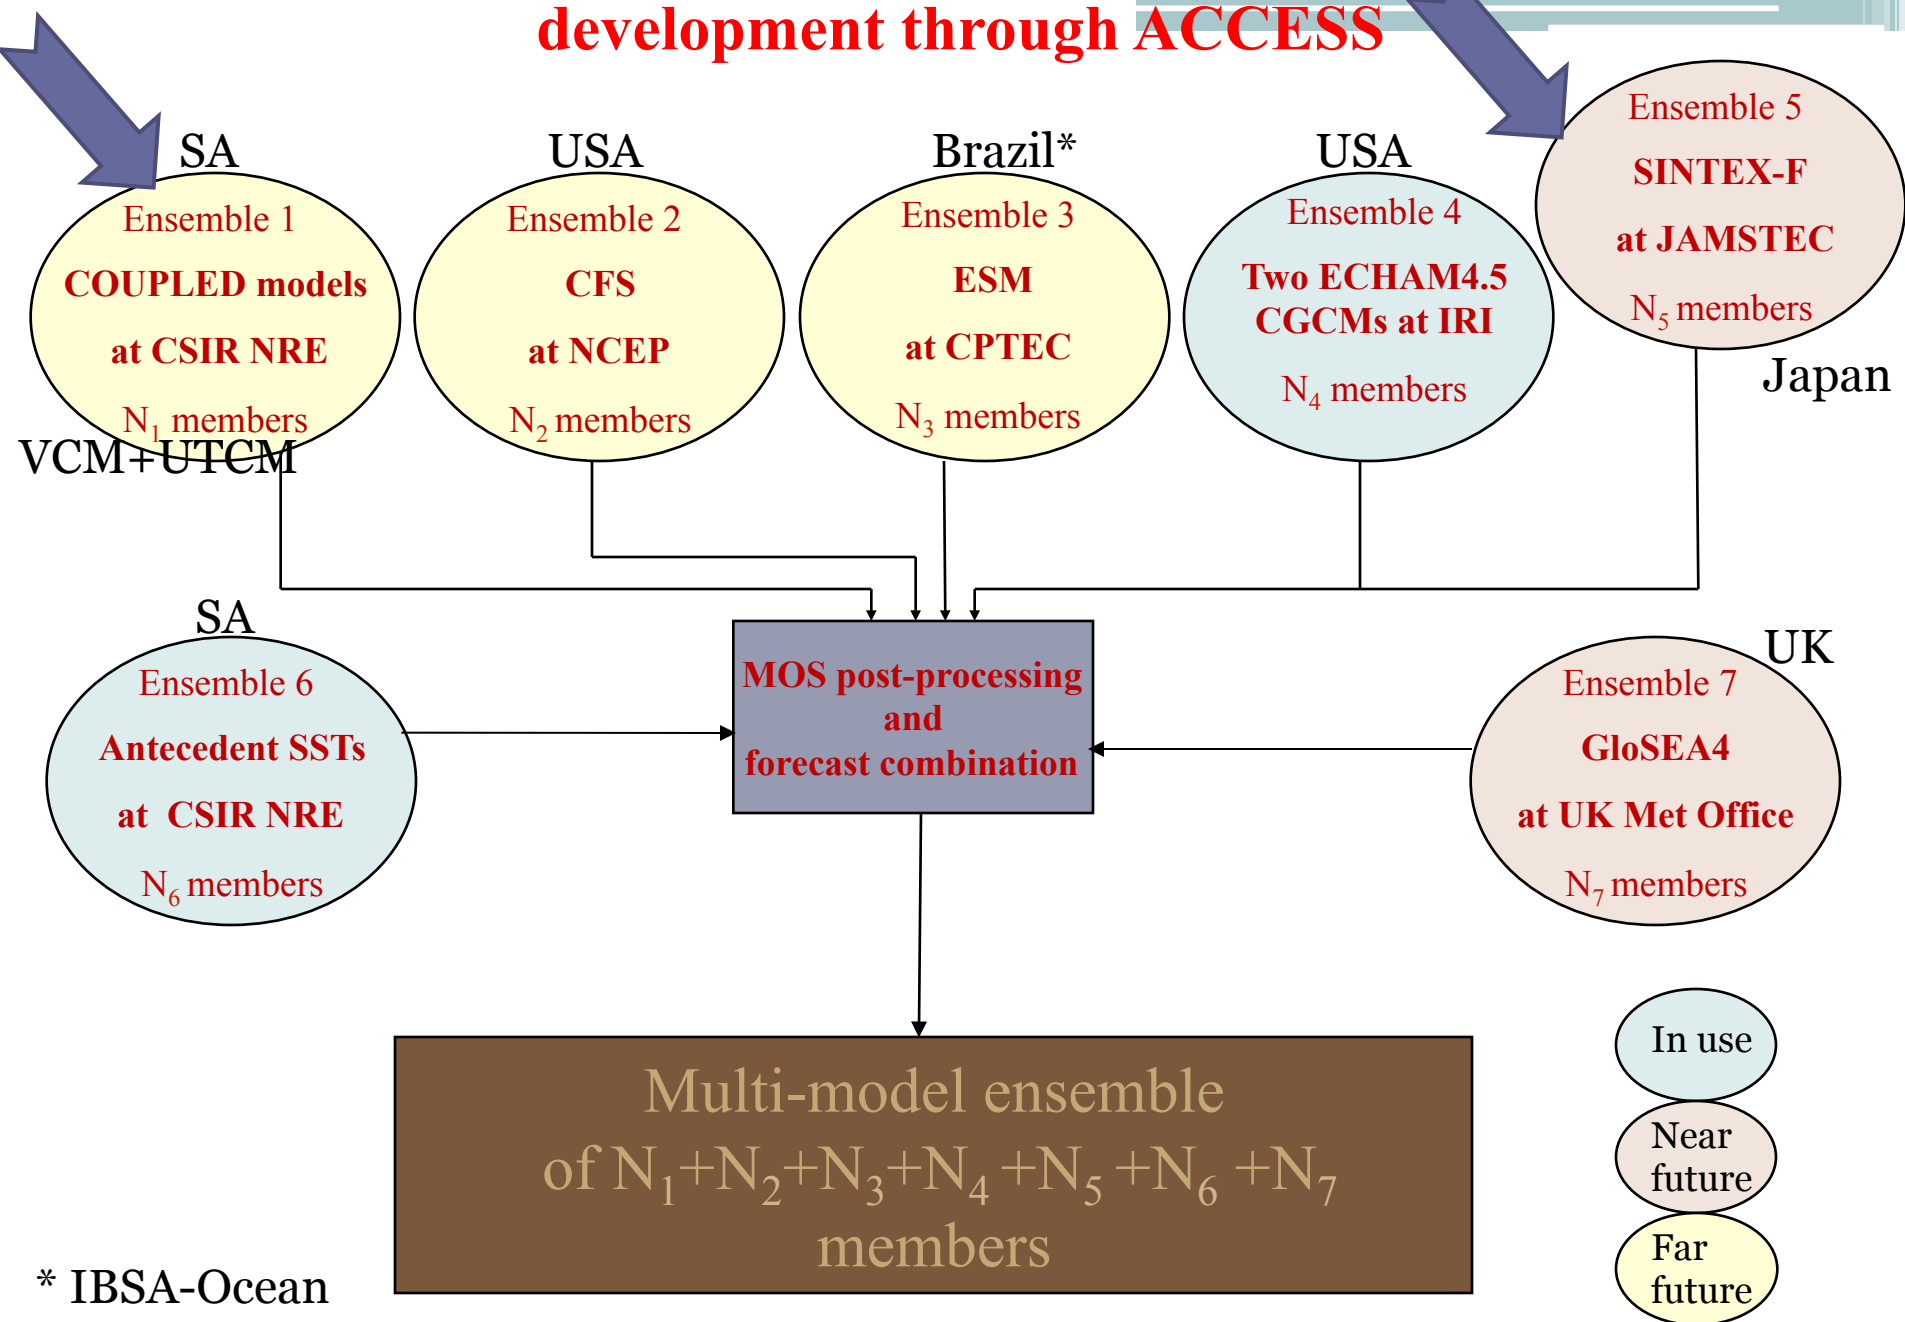 development through ACCESS
SA
USA
Brazil*
USA
Ensemble 1
COUPLED models
at CSIR NRE
N1 members
VCM+UTCM
Ensemble 2
CFS
at NCEP
N2 members
Ensemble 3
ESM
at CPTEC
N3 members
Ensemble 4
Two ECHAM4.5
CGCMs at IRI
N4 members
Ensemble 5
SINTEX-F
at JAMSTEC
N5 members
Japan
SA
Ensemble 6
Antecedent SSTs
at CSIR NRE
N6 members
MOS post-processing
and
forecast combination
UK
Ensemble 7
GloSEA4
at UK Met Office
N7 members
Multi-model ensemble
of N1+N2+N3+N4 +N5 +N6 +N7
members
In use
Near
future
Far
future
* IBSA-Ocean